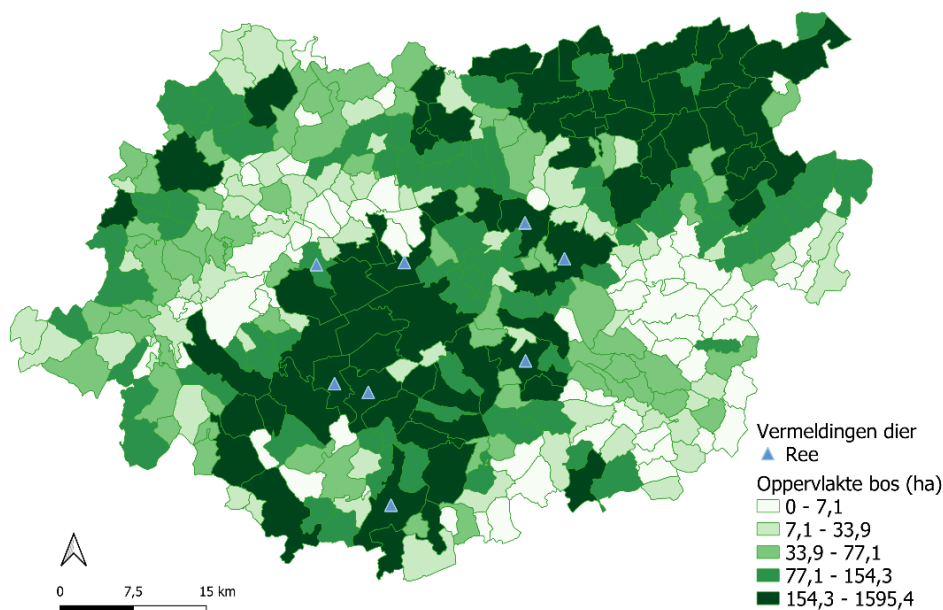 Vermeldingen dier
Ree
Oppervlakte bos (ha)
0 - 7,1
7,1 - 33,9
33,9 - 77,1
77,1 - 154,3
154,3 - 1595,4
0 7,5 15 km